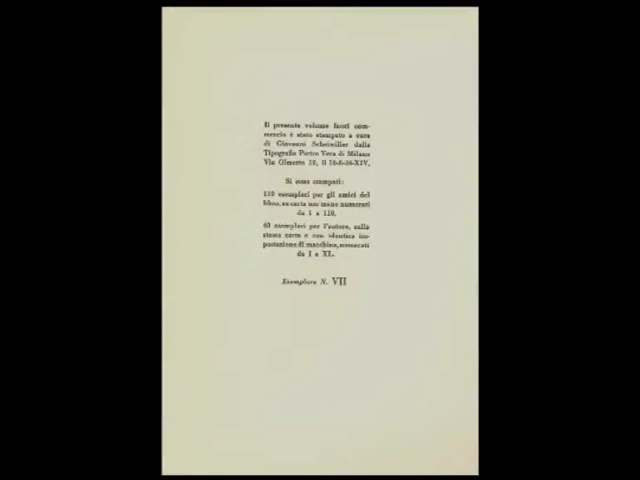 Il presente volume fuori com-
mercio è stato stampato a cura
di Giovanni Scheiwiller dalla
Tipografia Pietro Vera di Milano
Via Olmetto 10, il 10-8-36-XIV.
Si sono stampati:
110 esemplari per gli amici del
libro, su carta uso mano numerati
da 1 a 110.
40 esemplari per l'autore, sulla
stessa carta e con identica im-
postazione di macchina, numerati
da I a XL.
Esemplare N. VII